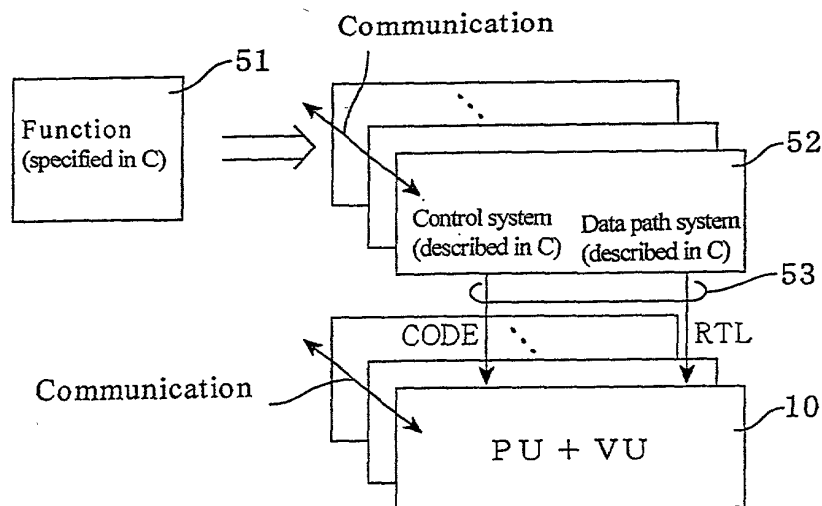 Communication
51
Function
(specified in C)
52
Control system
(described in C)
Data path system
(described in C)
53
CODE
RTL
Communication
10
PU + VU